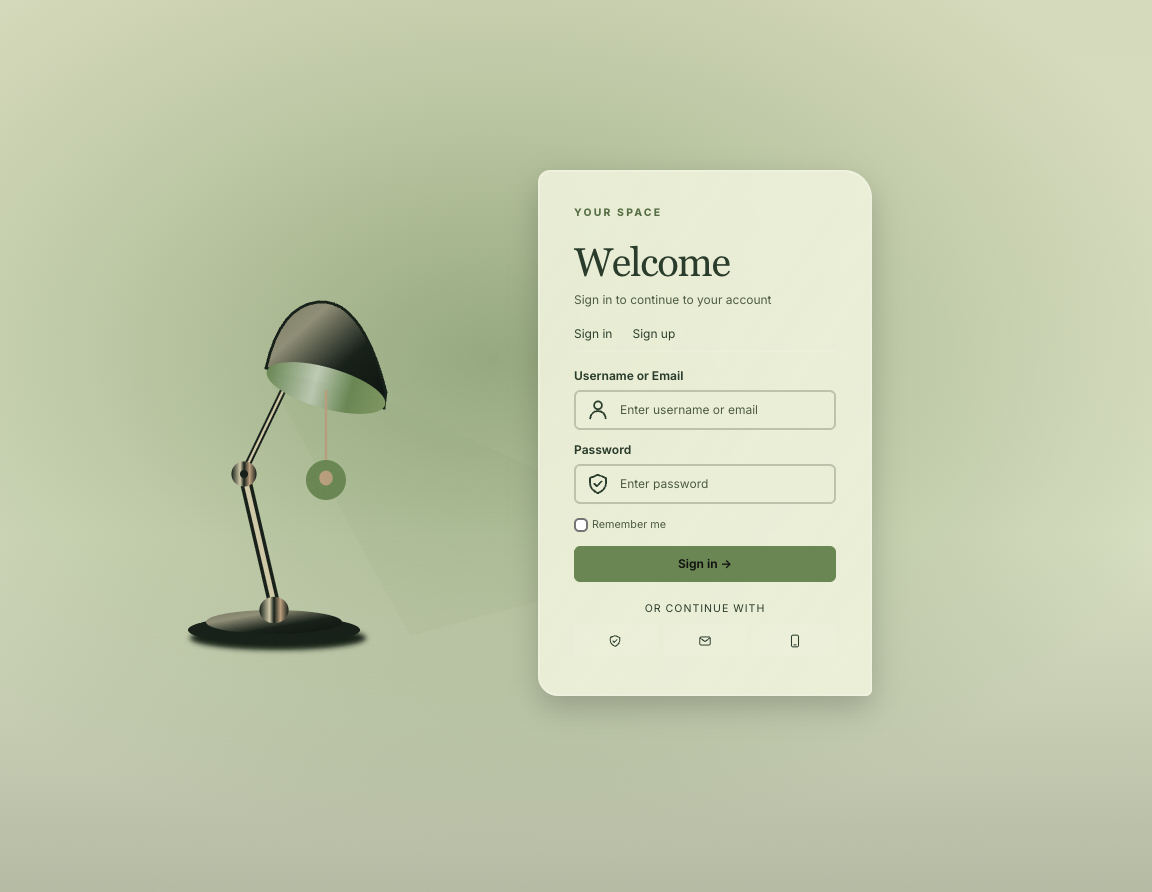 YOUR SPACE
Welcome
Sign in to continue to your account
Sign in Sign up
Username or Email
Enter username or email
Password
Enter password
Remember me
Sign in →
OR CONTINUE WITH